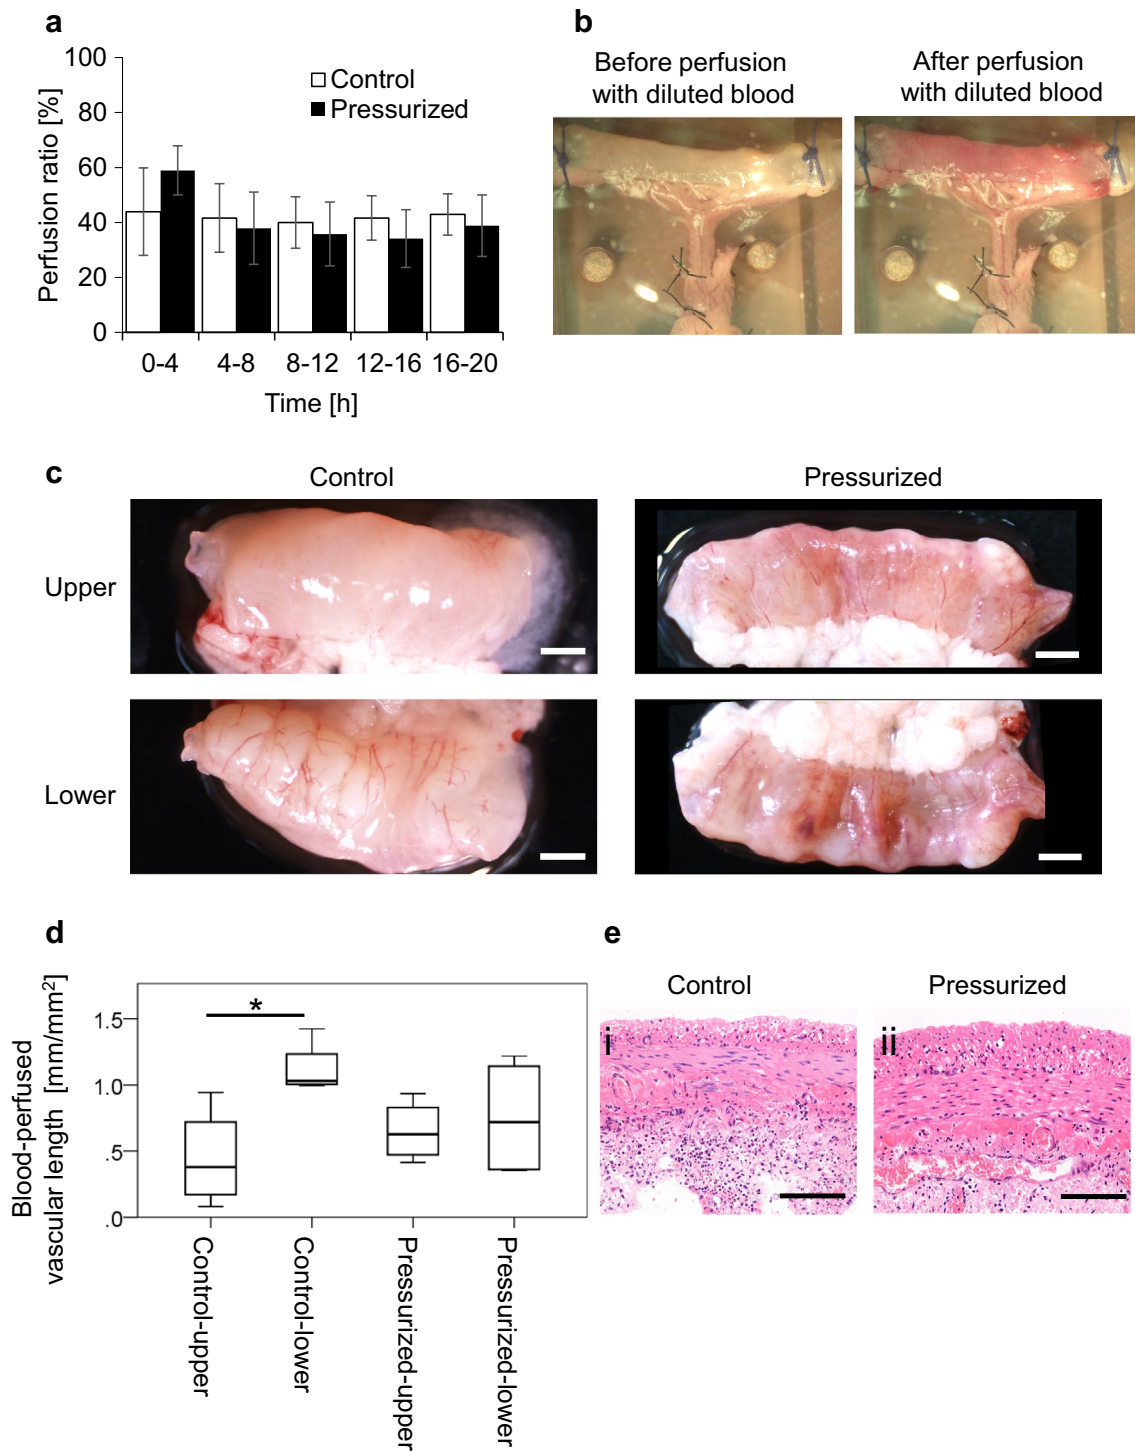 a
100
80
60
40
20
0
Perfusion ratio [%]
Control
Pressurized
0-4 4-8 8-12 12-16 16-20
Time [h]
b
Before perfusion
with diluted blood
After perfusion
with diluted blood
c
Control
Pressurized
Upper
Lower
d
Blood-perfused
vascular length [mm/mm²]
1.5
1.0
.5
.0
*
Control-upper
Control-lower
Pressurized-upper
Pressurized-lower
e
Control
Pressurized
i
ii